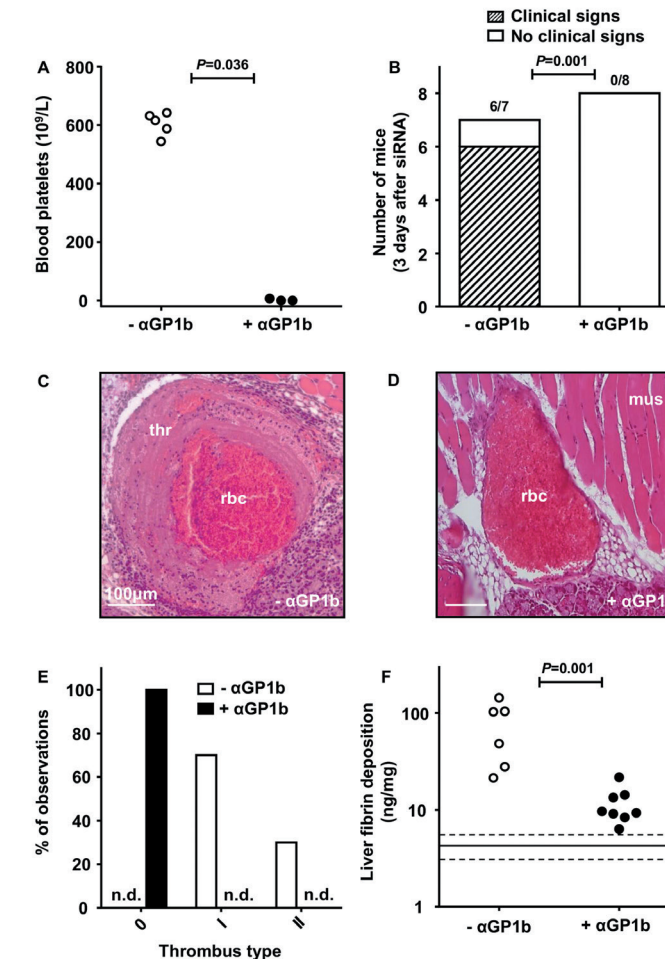 Clinical signs
No clinical signs
A
800
600
400
200
0
Blood platelets (10⁹/L)
P=0.036
- αGP1b
+ αGP1b
B
8
6
4
2
0
Number of mice
(3 days after siRNA)
P=0.001
6/7
0/8
- αGP1b
+ αGP1b
C
thr
rbc
100µm
- αGP1b
D
mus
rbc
+ αGP1
E
100
80
60
40
20
0
% of observations
- αGP1b
+ αGP1b
n.d.
n.d.
n.d.
0
I
II
Thrombus type
F
100
10
1
Liver fibrin deposition
(ng/mg)
P=0.001
- αGP1b
+ αGP1b